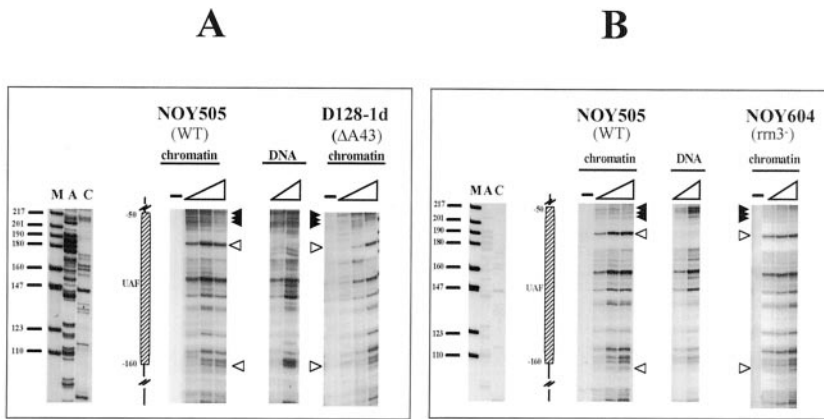 A
NOY505
(WT)
chromatin
DNA
D128-1d
(ΔA43)
chromatin
M A C
217
201
190
180
160
147
123
110
-50
UAF
-160
B
NOY505
(WT)
chromatin
DNA
NOY604
(rrn3-)
chromatin
M A C
217
201
190
180
160
147
123
110
-50
UAF
-160